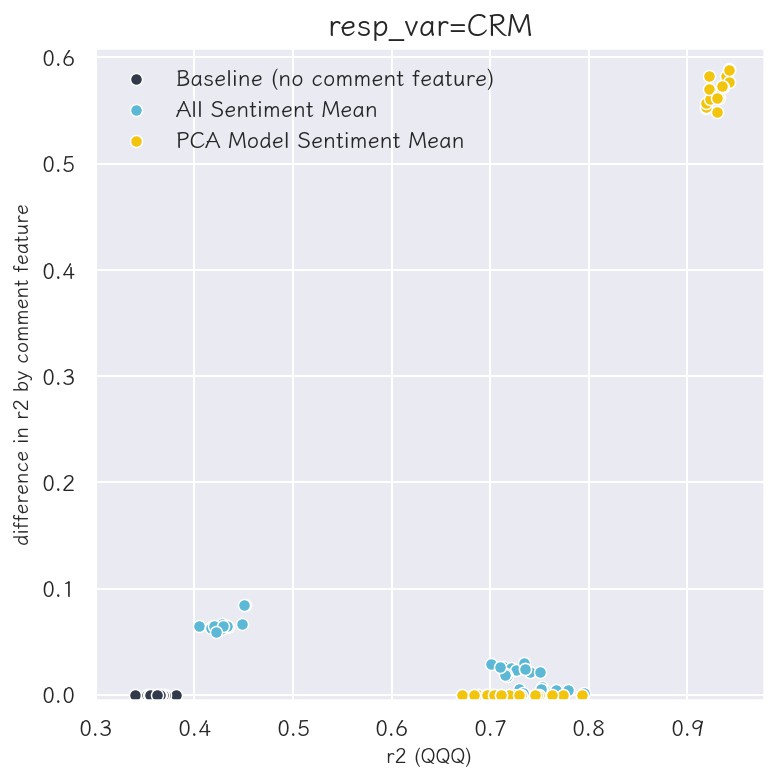 resp_var=CRM
Baseline (no comment feature)
All Sentiment Mean
PCA Model Sentiment Mean
difference in r2 by comment feature
0.6
0.5
0.4
0.3
0.2
0.1
0.0
0.3 0.4 0.5 0.6 0.7 0.8 0.9
r2 (QQQ)